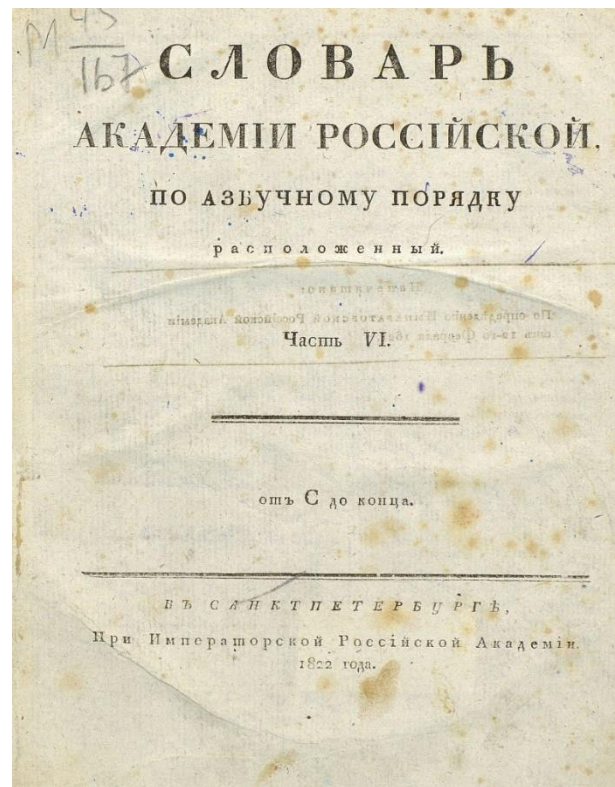 М 43
167
СЛОВАРЬ
АКАДЕМІИ РОССІЙСКОЙ,
ПО АЗБУЧНОМУ ПОРЯДКУ
расположенный.
Часть VI.
отъ С до конца.
ВЪ САНКТПЕТЕРБУРГѢ,
При Императорской Россійской Академіи.
1822 года.